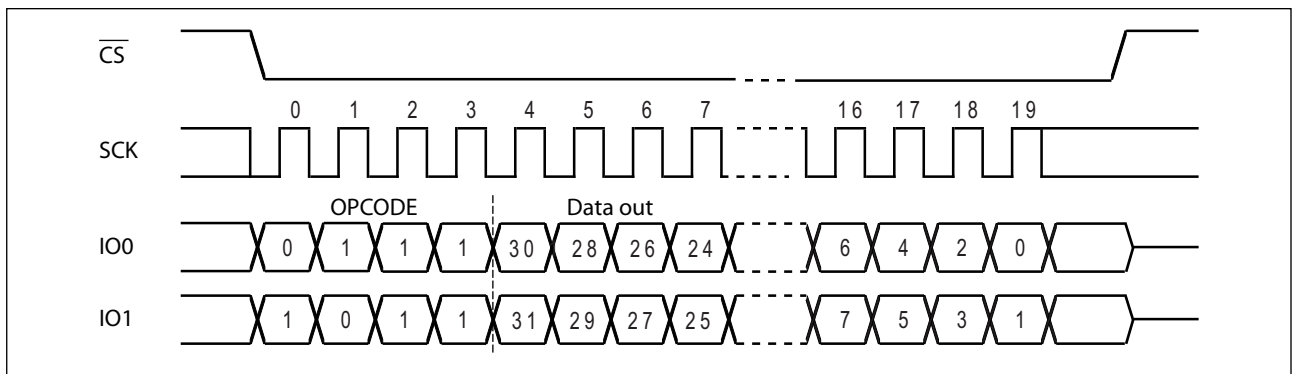 CS
0 1 2 3 4 5 6 7 16 17 18 19
SCK
OPCODE Data out
IO0 0 1 1 1 30 28 26 24 6 4 2 0
IO1 1 0 1 1 31 29 27 25 7 5 3 1